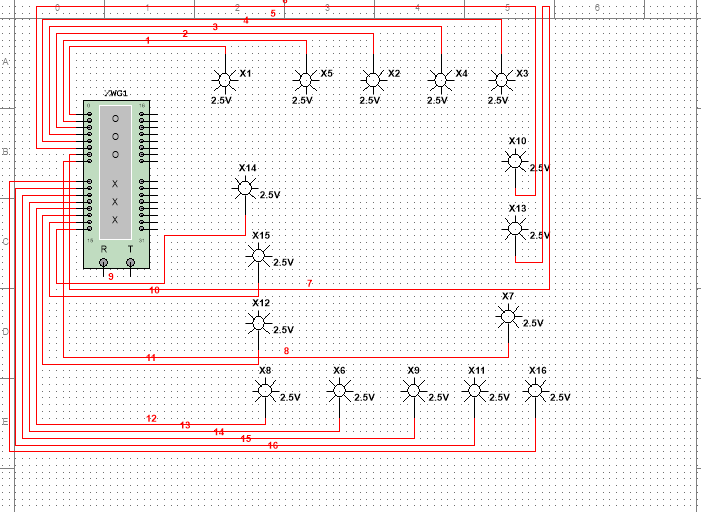 0 1 2 3 4 5 6
6
5
4
3
2
1
A
X1 X5 X2 X4 X3
2.5V 2.5V 2.5V 2.5V 2.5V
XWG1
0 16
O
O
O
B
X10
2.5V
X
X
X
X14
2.5V
X13
2.5V
C
15 31
R T
X15
2.5V
9
7
10
X7
2.5V
D
X12
2.5V
11
8
X8 X6 X9 X11 X16
2.5V 2.5V 2.5V 2.5V 2.5V
E
12
13
14
15
16